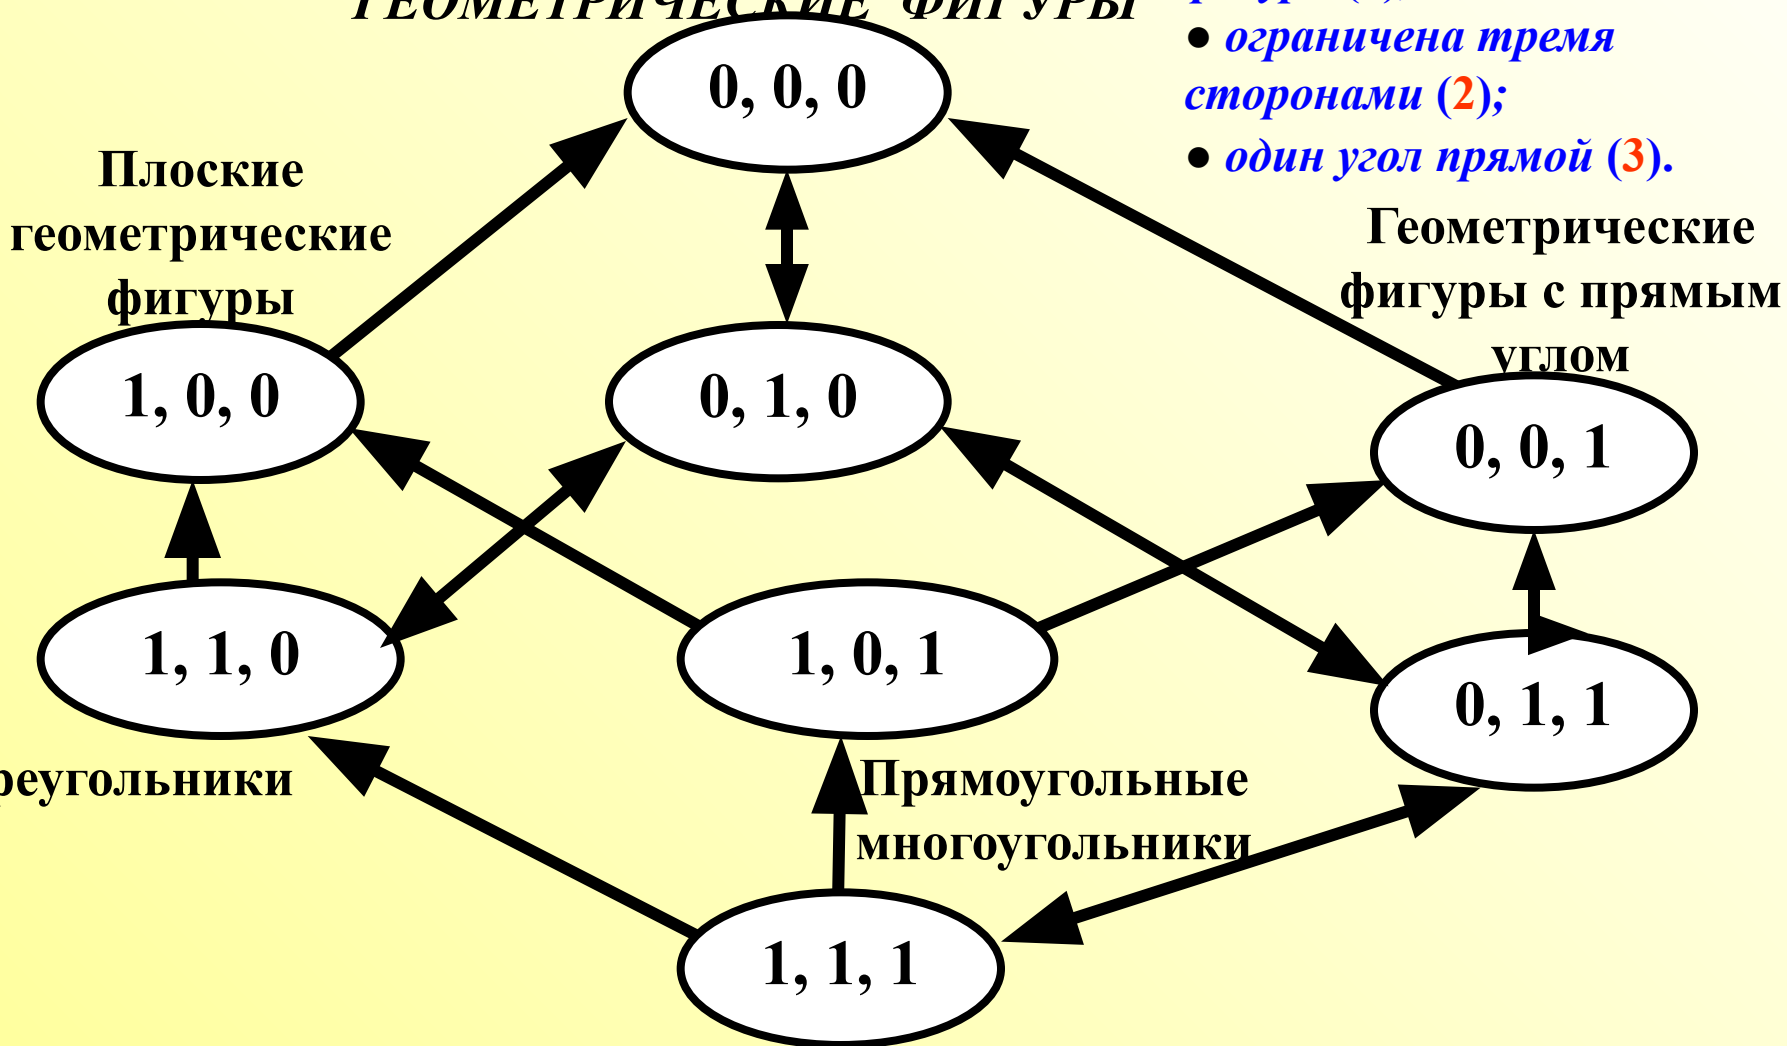 ГЕОМЕТРИЧЕСКИЕ ФИГУРЫ
● ограничена тремя
сторонами (2);
● один угол прямой (3).
0, 0, 0
Плоские
геометрические
фигуры
Геометрические
фигуры с прямым
углом
1, 0, 0
0, 1, 0
0, 0, 1
1, 1, 0
1, 0, 1
0, 1, 1
реугольники
Прямоугольные
многоугольники
1, 1, 1